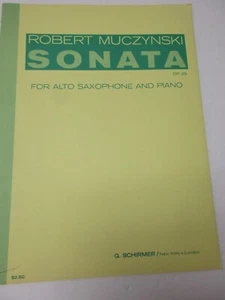 ROBERT MUCZYNSKI
SONATA
FOR ALTO SAXOPHONE AND PIANO
G. SCHIRMER /